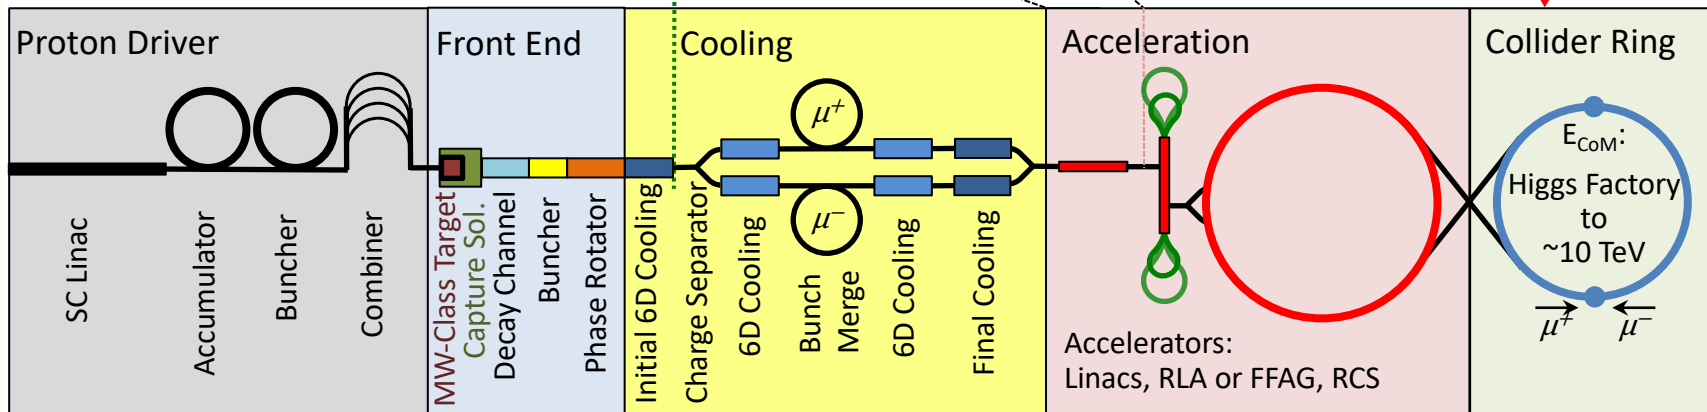 Proton Driver
Front End
Cooling
Acceleration
Collider Ring
SC Linac
Accumulator
Buncher
Combiner
MW-Class Target
Capture Sol.
Decay Channel
Buncher
Phase Rotator
Initial 6D Cooling
Charge Separator
6D Cooling
Bunch
Merge
6D Cooling
Final Cooling
μ+
μ−
Accelerators:
Linacs, RLA or FFAG, RCS
ECoM:
Higgs Factory
to
~10 TeV
μ+ μ−